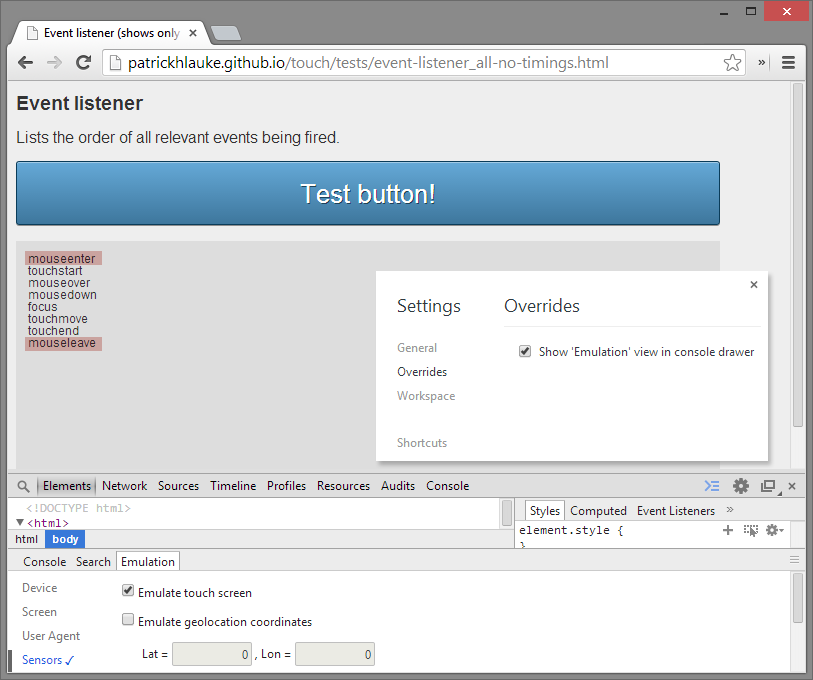 Event listener (shows only
patrickhlauke.github.io/touch/tests/event-listener_all-no-timings.html
Event listener
Lists the order of all relevant events being fired.
Test button!
mouseenter
touchstart
mouseover
mousedown
focus
touchmove
touchend
mouseleave
Settings
General
Overrides
Workspace
Shortcuts
Overrides
Show 'Emulation' view in console drawer
Elements Network Sources Timeline Profiles Resources Audits Console
<!DOCTYPE html>
<html>
html body
Styles Computed Event Listeners »
element.style {
}
Console Search Emulation
Device
Screen
User Agent
Sensors ✓
Emulate touch screen
Emulate geolocation coordinates
Lat = 0 , Lon = 0